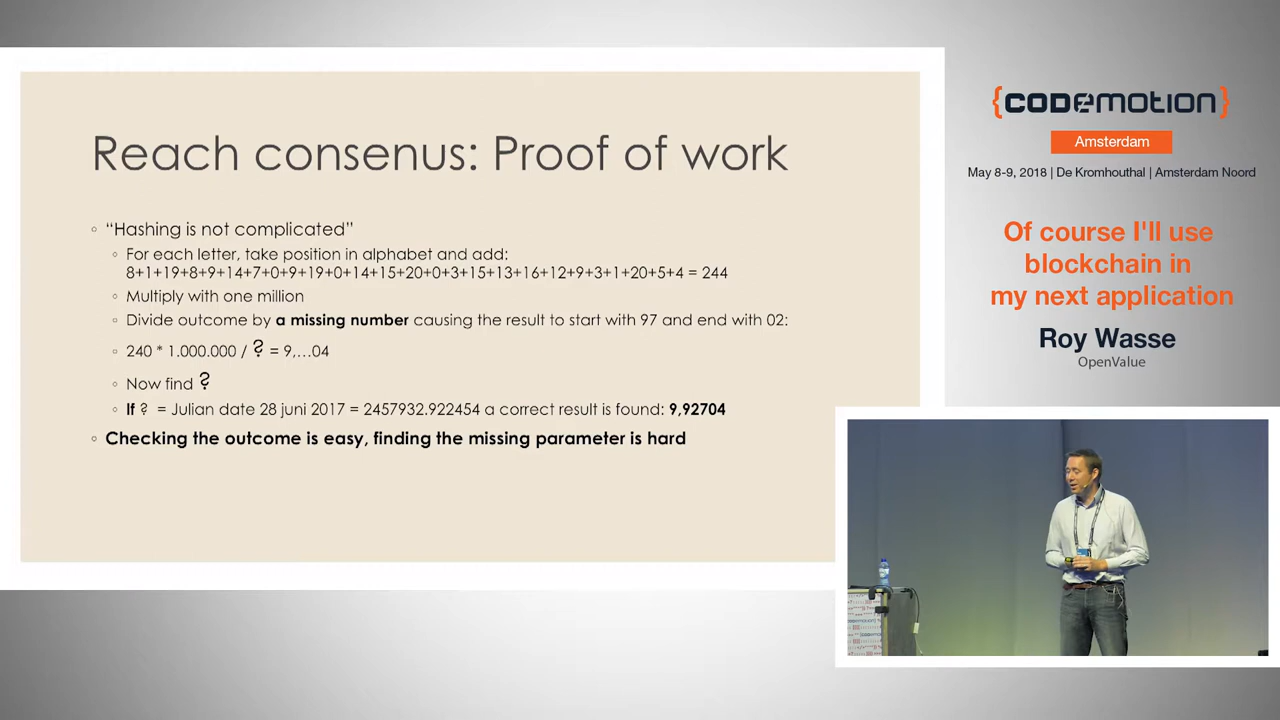 Reach consenus: Proof of work
“Hashing is not complicated”
For each letter, take position in alphabet and add:
8+1+19+8+9+14+7+0+9+19+0+14+15+20+0+3+15+13+16+12+9+3+1+20+5+4 = 244
Multiply with one million
Divide outcome by a missing number causing the result to start with 97 and end with 02:
240 * 1.000.000 / ? = 9,…04
Now find ?
If ? = Julian date 28 juni 2017 = 2457932.922454 a correct result is found: 9,92704
Checking the outcome is easy, finding the missing parameter is hard
{CODEMOTION}
Amsterdam
May 8-9, 2018 | De Kromhouthal | Amsterdam Noord
Of course I'll use
blockchain in
my next application
Roy Wasse
OpenValue
CODEMOTION